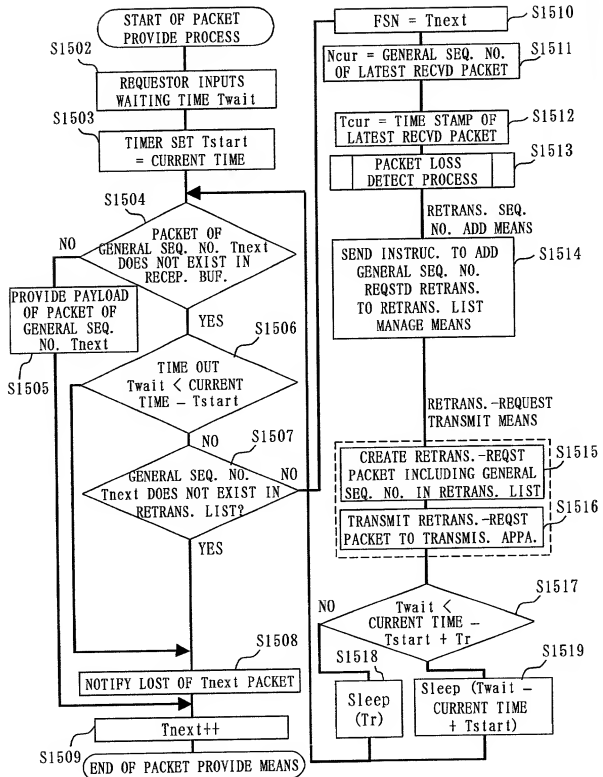 START OF PACKET
PROVIDE PROCESS
S1502
REQUESTOR INPUTS
WAITING TIME Twait
S1503
TIMER SET Tstart
= CURRENT TIME
S1504
PACKET OF
GENERAL SEQ. NO. Tnext
DOES NOT EXIST IN
RECEP. BUF.
NO
YES
PROVIDE PAYLOAD
OF PACKET OF
GENERAL SEQ.
NO. Tnext
S1505
S1506
TIME OUT
Twait < CURRENT
TIME – Tstart
NO
S1507
GENERAL SEQ. NO.
Tnext DOES NOT EXIST IN
RETRANS. LIST?
NO
YES
S1508
NOTIFY LOST OF Tnext PACKET
Tnext++
S1509
END OF PACKET PROVIDE MEANS
FSN = Tnext
S1510
S1511
Ncur = GENERAL SEQ. NO.
OF LATEST RECVD PACKET
S1512
Tcur = TIME STAMP OF
LATEST RECVD PACKET
S1513
PACKET LOSS
DETECT PROCESS
RETRANS. SEQ.
NO. ADD MEANS
S1514
SEND INSTRUC. TO ADD
GENERAL SEQ. NO.
REQSTD RETRANS.
TO RETRANS. LIST
MANAGE MEANS
RETRANS.-REQUEST
TRANSMIT MEANS
S1515
CREATE RETRANS.-REQST
PACKET INCLUDING GENERAL
SEQ. NO. IN RETRANS. LIST
S1516
TRANSMIT RETRANS.-REQST
PACKET TO TRANSMIS. APPA.
S1517
Twait <
CURRENT TIME –
Tstart + Tr
NO
S1518
Sleep
(Tr)
S1519
Sleep (Twait –
CURRENT TIME
+ Tstart)